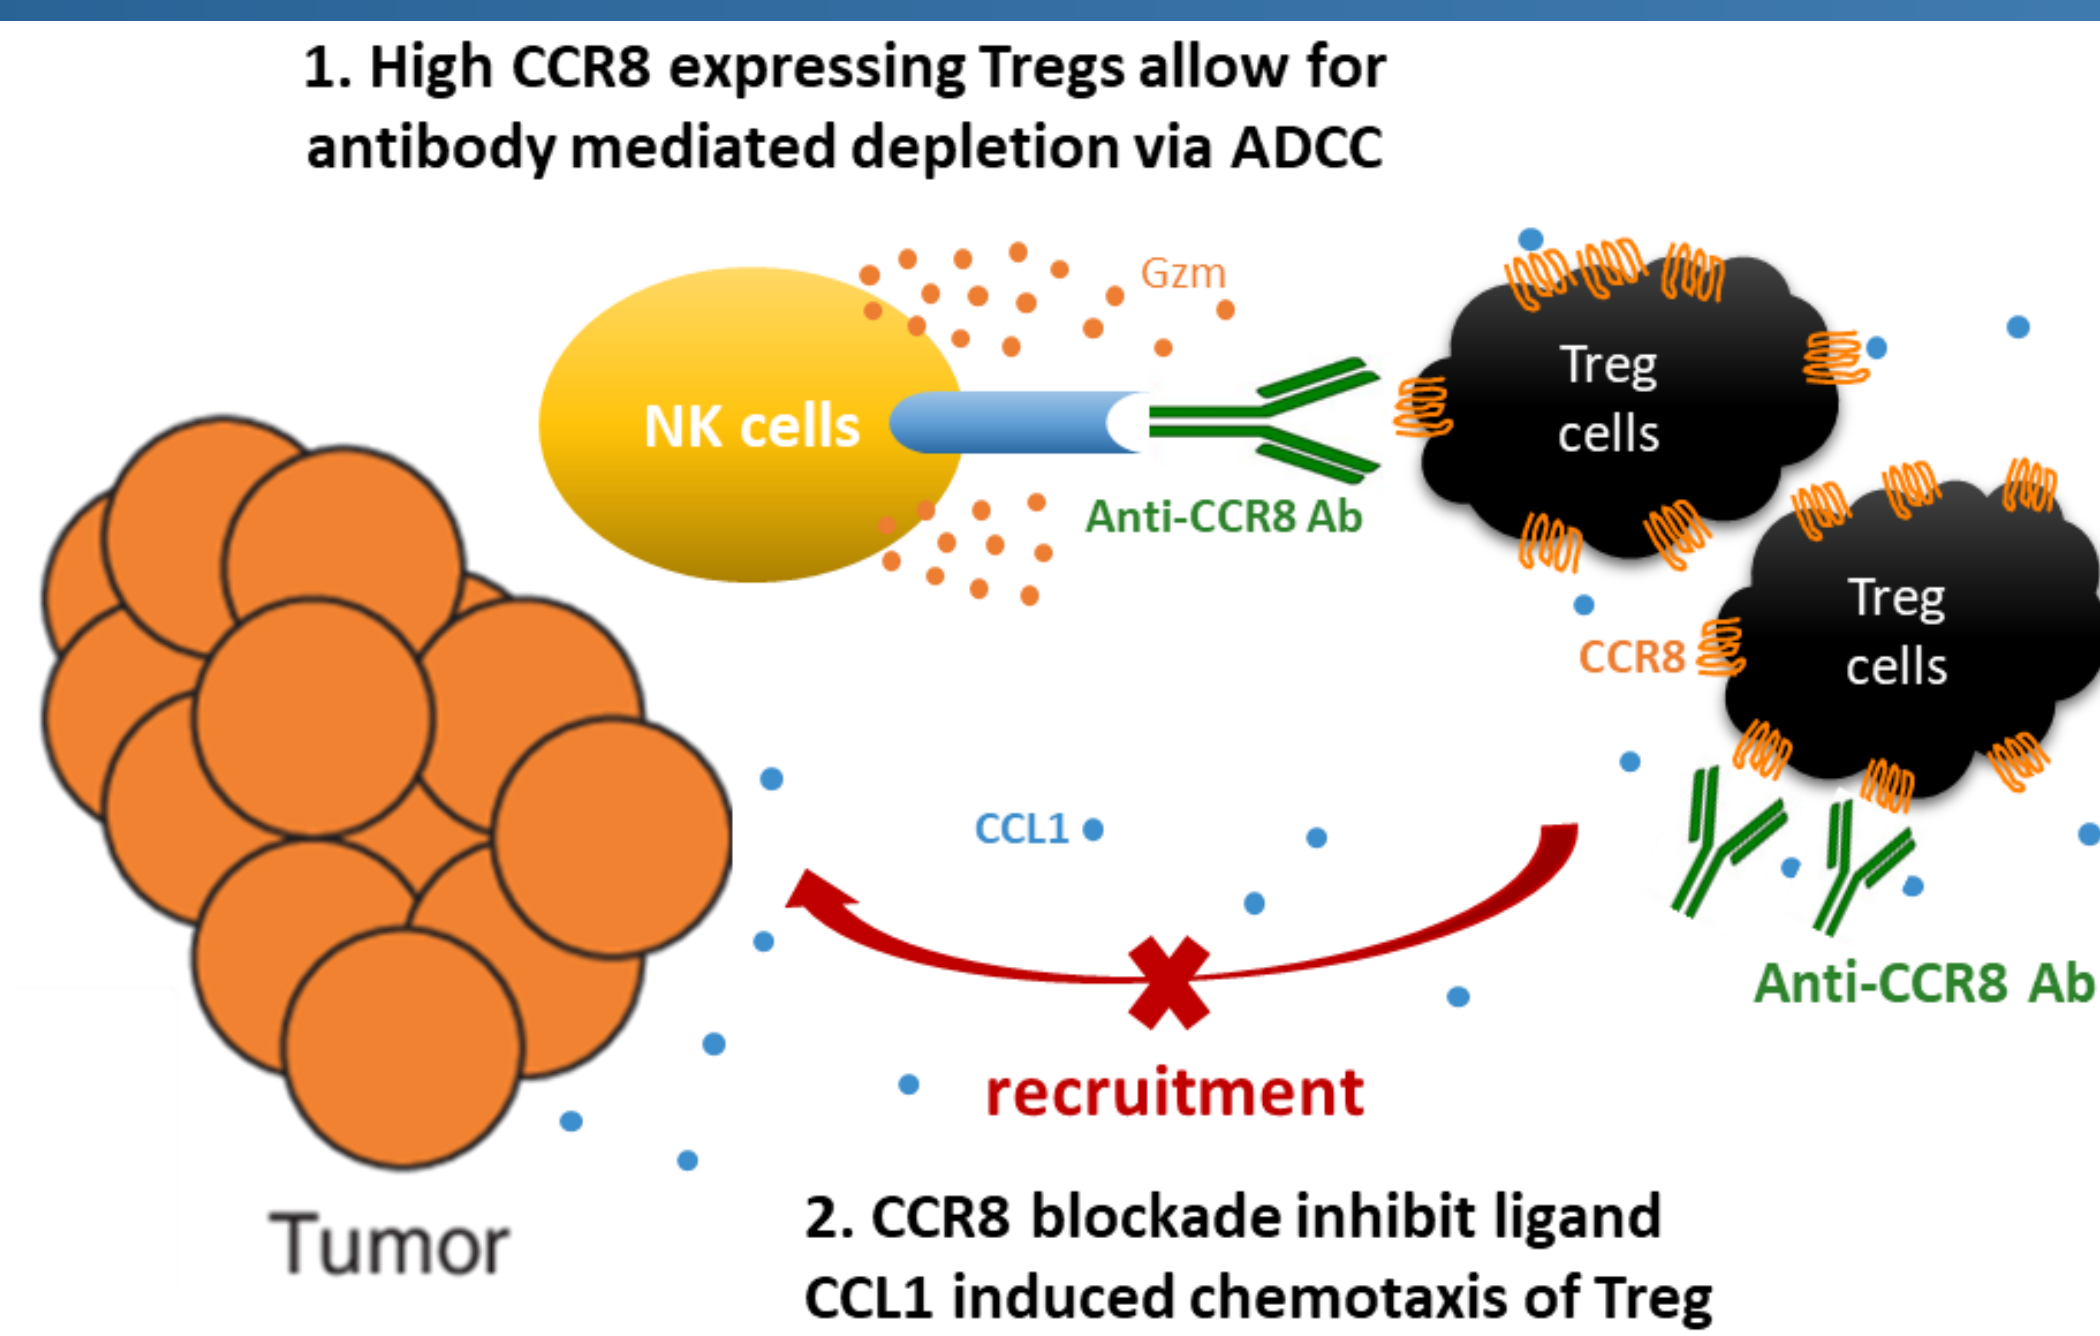 1. High CCR8 expressing Tregs allow for
antibody mediated depletion via ADCC
Gzm
NK cells
Treg
cells
Anti-CCR8 Ab
Treg
cells
CCR8
CCL1
Anti-CCR8 Ab
recruitment
Tumor
2. CCR8 blockade inhibit ligand
CCL1 induced chemotaxis of Treg